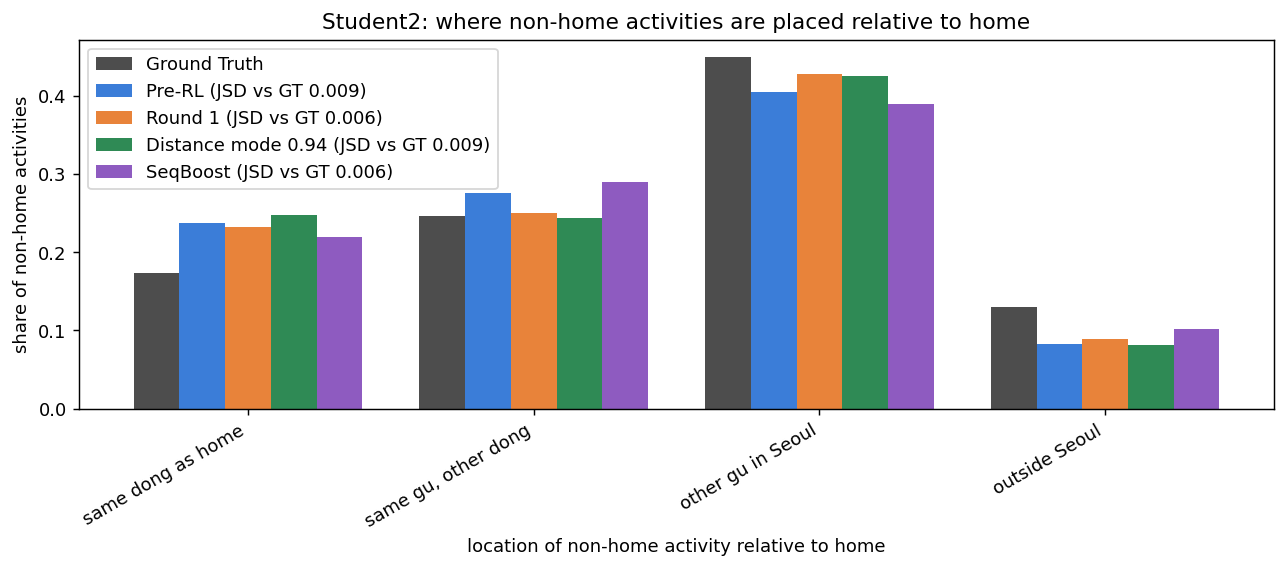 Student2: where non-home activities are placed relative to home
Ground Truth
Pre-RL (JSD vs GT 0.009)
Round 1 (JSD vs GT 0.006)
Distance mode 0.94 (JSD vs GT 0.009)
SeqBoost (JSD vs GT 0.006)
share of non-home activities
0.4
0.3
0.2
0.1
0.0
same dong as home
same gu, other dong
other gu in Seoul
outside Seoul
location of non-home activity relative to home